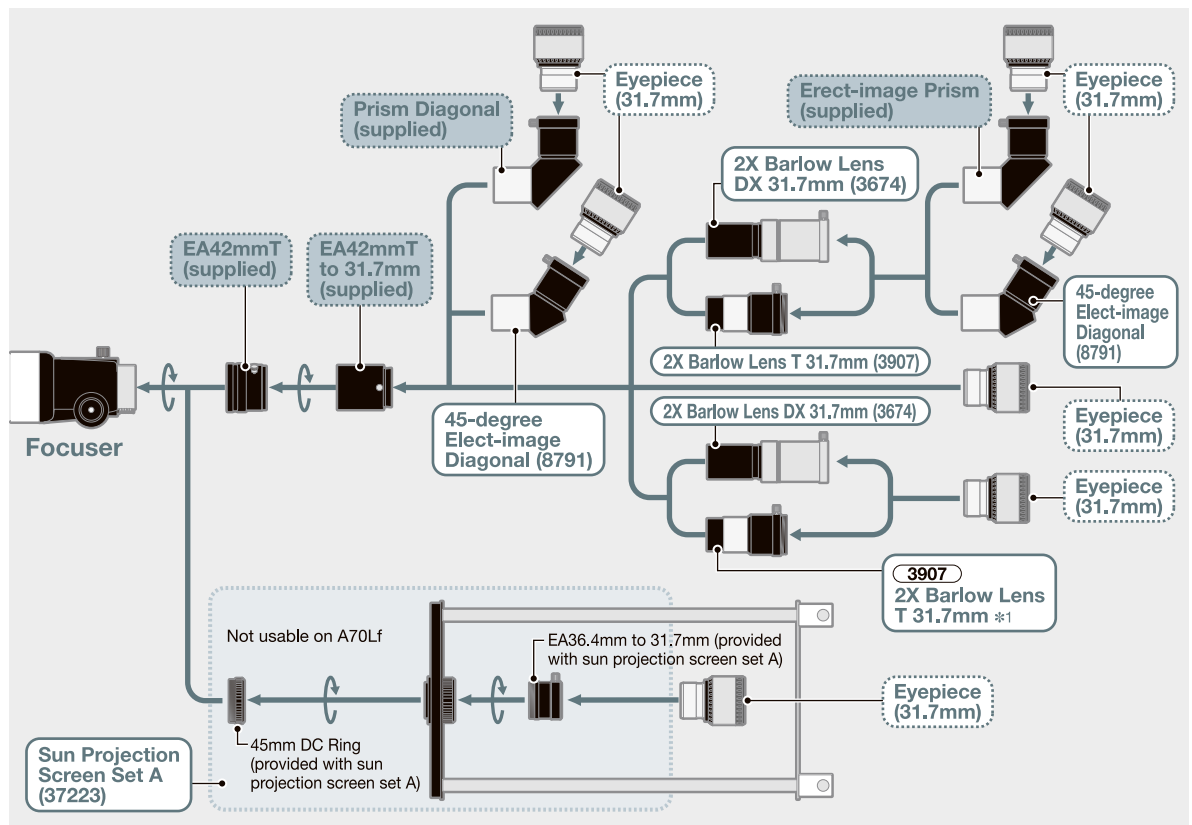 Eyepiece
(31.7mm)
Prism Diagonal
(supplied)
Erect-image Prism
(supplied)
Eyepiece
(31.7mm)
2X Barlow Lens
DX 31.7mm (3674)
EA42mmT
(supplied)
EA42mmT
to 31.7mm
(supplied)
45-degree
Elect-image
Diagonal
(8791)
2X Barlow Lens T 31.7mm (3907)
Focuser
45-degree
Elect-image
Diagonal (8791)
2X Barlow Lens DX 31.7mm (3674)
Eyepiece
(31.7mm)
Eyepiece
(31.7mm)
3907
2X Barlow Lens
T 31.7mm *1
Not usable on A70Lf
EA36.4mm to 31.7mm (provided
with sun projection screen set A)
Eyepiece
(31.7mm)
45mm DC Ring
(provided with sun
projection screen set A)
Sun Projection
Screen Set A
(37223)